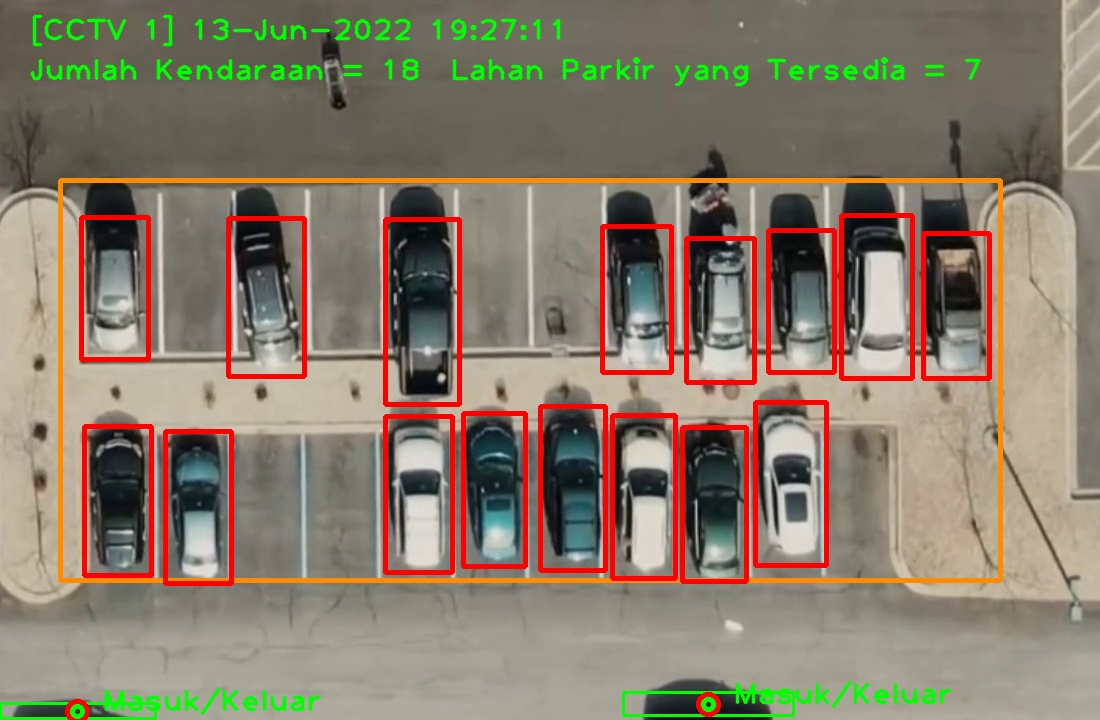 [CCTV 1] 13-Jun-2022 19:27:11
Jumlah Kendaraan = 18 Lahan Parkir yang Tersedia = 7
Masuk/Keluar
Masuk/Keluar